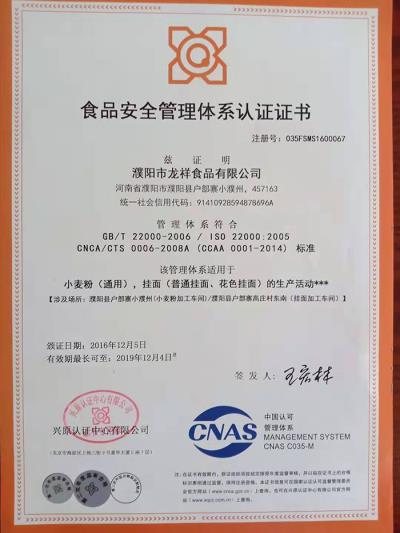 食品安全管理体系认证证书
注册号：035FSMS1600067
兹 证 明
濮阳市龙祥食品有限公司
河南省濮阳市濮阳县户部寨小濮州，457163
统一社会信用代码：91410928594878696A
管 理 体 系 符 合
GB/T 22000-2006 / ISO 22000:2005
CNCA/CTS 0006-2008A (CCAA 0001-2014) 标准
该管理体系适用于
小麦粉（通用），挂面（普通挂面、花色挂面）的生产活动***
【涉及场所：濮阳县户部寨小濮州(小麦粉加工车间)/濮阳县户部寨高庄村东南（挂面加工车间）】
颁证日期：2016年12月5日
有效期最长可至：2019年12月4日
签 发 人：
兴原认证中心有限公司
CNAS
中国认可
管理体系
MANAGEMENT SYSTEM
CNAS C035-M